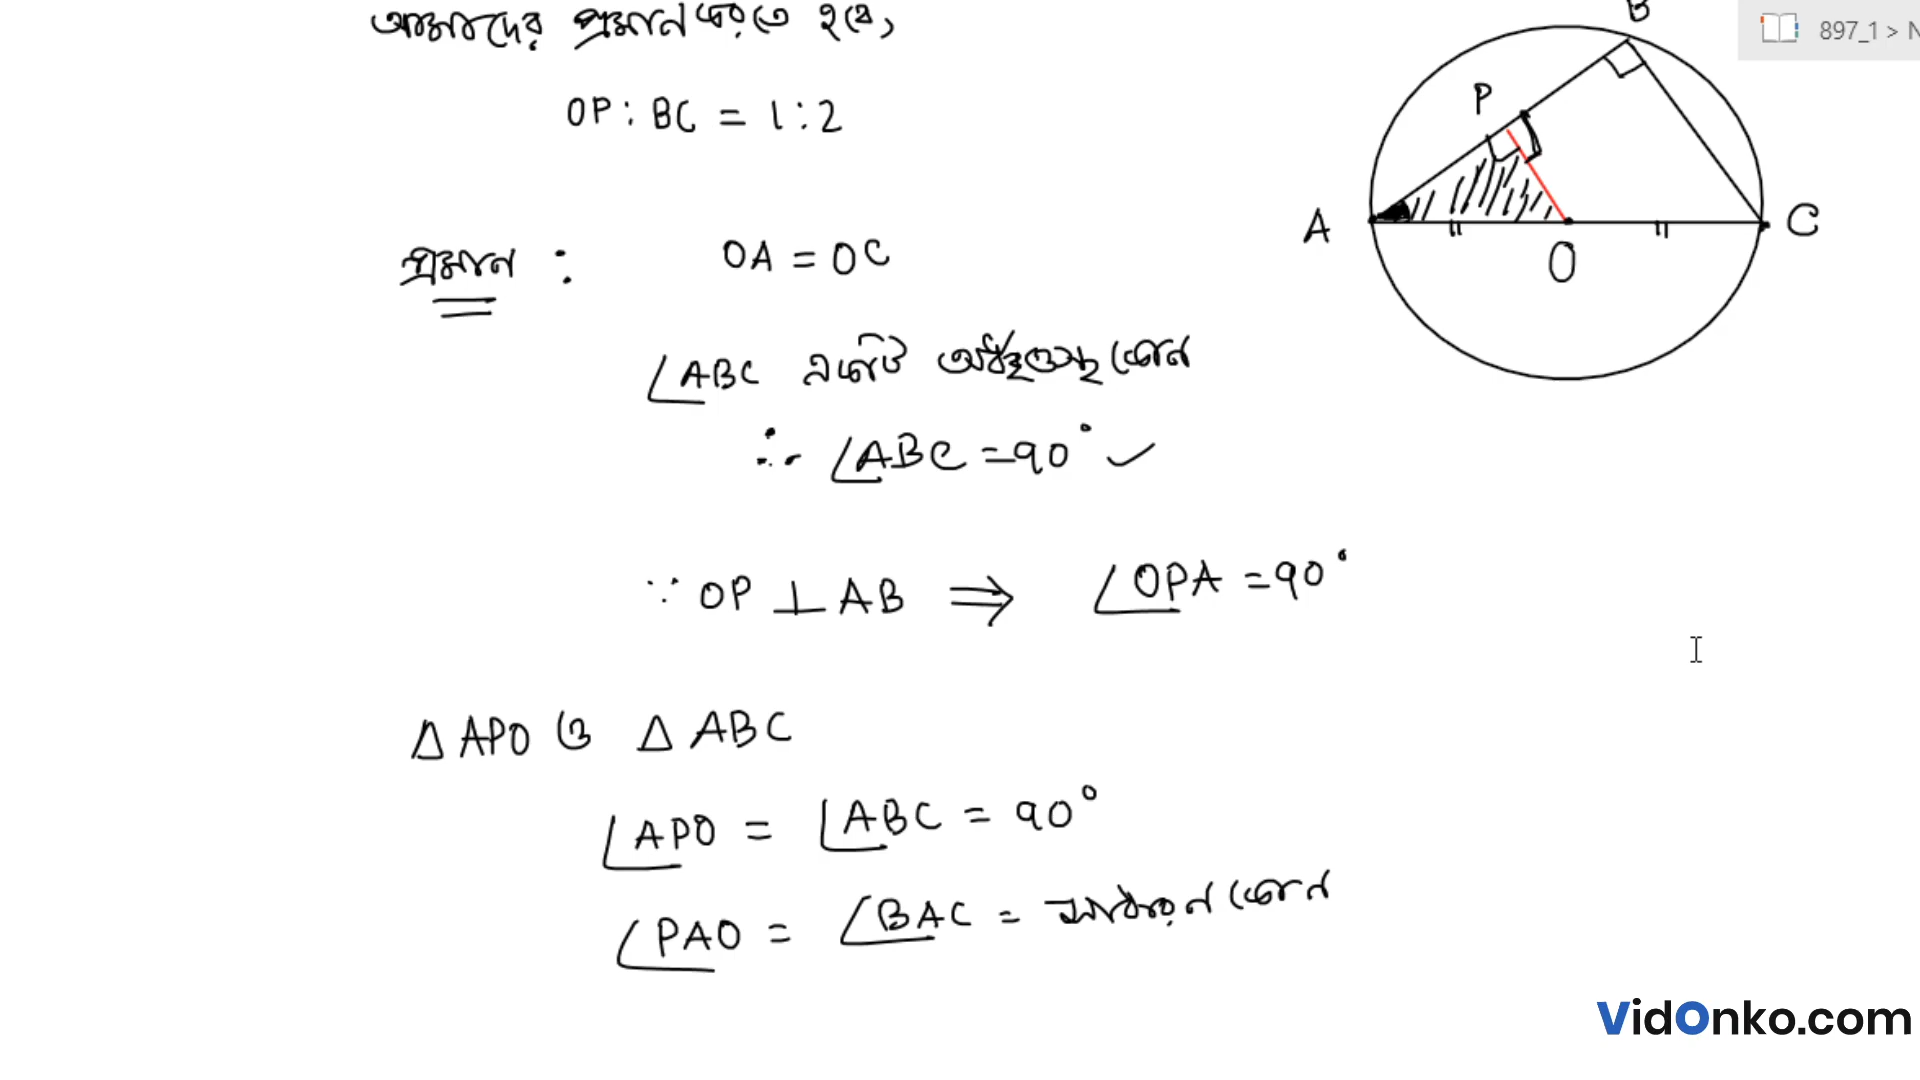 আমাদের প্রমান করতে হবে,
OP : BC = 1 : 2
প্রমান : OA = OC
∠ABC একটি অর্ধবৃত্তস্থ কোন
∴ ∠ABC = 90°✓
∵ OP ⊥ AB ⇒ ∠OPA = 90°
Δ APO ও Δ ABC
∠APO = ∠ABC = 90°
∠PAO = ∠BAC = সাধারন কোন
B
P
A
O
C
897_1 > N
VidOnko.com